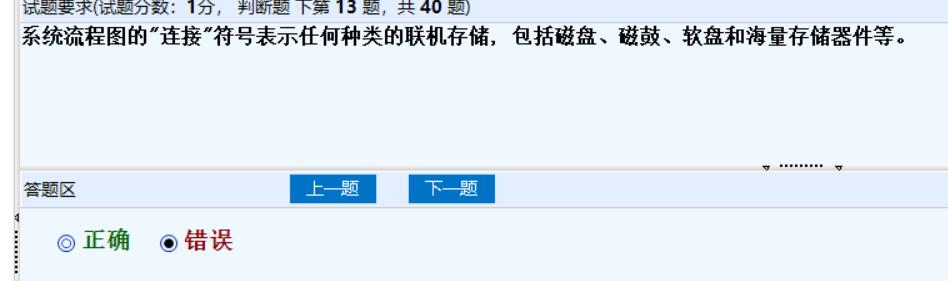 试题要求(试题分数：1分， 判断题 下第 13 题，共 40 题)
系统流程图的"连接"符号表示任何种类的联机存储，包括磁盘、磁鼓、软盘和海量存储器件等。
答题区 上一题 下一题
正确 错误